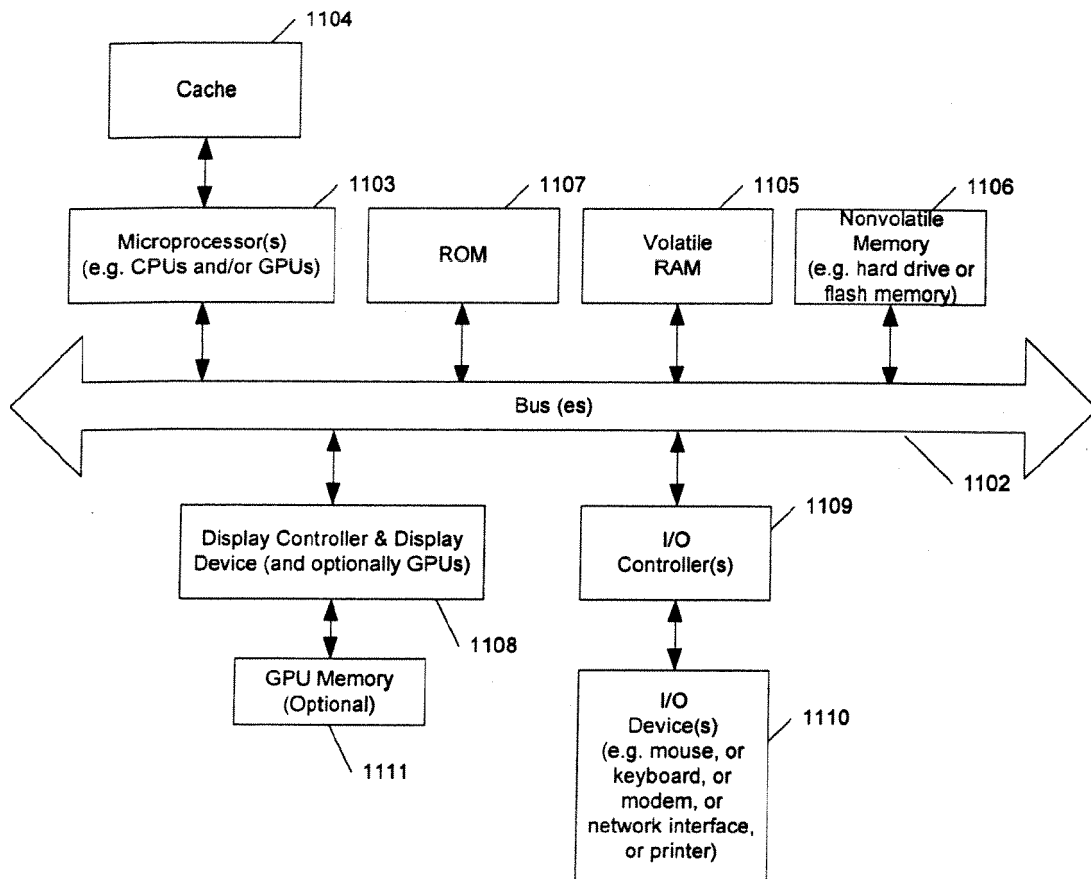 1104
Cache
1103
1107
1105
1106
Microprocessor(s)
(e.g. CPUs and/or GPUs)
ROM
Volatile
RAM
Nonvolatile
Memory
(e.g. hard drive or
flash memory)
Bus (es)
1102
Display Controller & Display
Device (and optionally GPUs)
1108
I/O
Controller(s)
1109
GPU Memory
(Optional)
1111
I/O
Device(s)
(e.g. mouse, or
keyboard, or
modem, or
network interface,
or printer)
1110